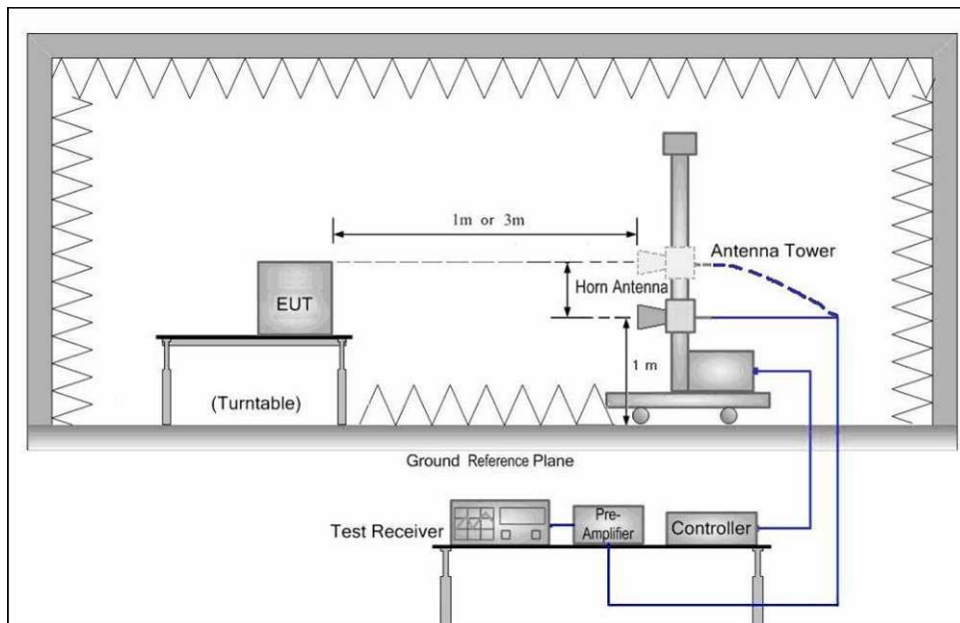 1m or 3m
Antenna Tower
Horn Antenna
EUT
1 m
(Turntable)
Ground Reference Plane
Test Receiver
Pre-
Amplifier
Controller